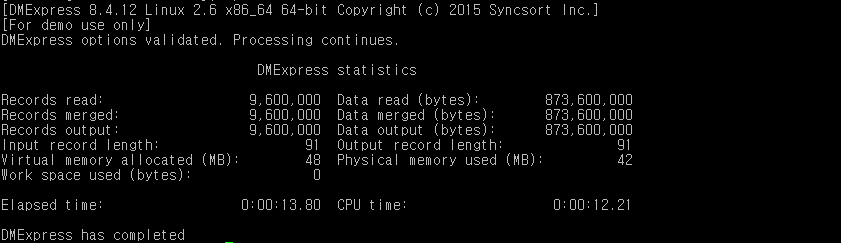 [DMExpress 8.4.12 Linux 2.6 x86_64 64-bit Copyright (c) 2015 Syncsort Inc.]
[For demo use only]
DMExpress options validated. Processing continues.
DMExpress statistics
Records read: 9,600,000 Data read (bytes): 873,600,000
Records merged: 9,600,000 Data merged (bytes): 873,600,000
Records output: 9,600,000 Data output (bytes): 873,600,000
Input record length: 91 Output record length: 91
Virtual memory allocated (MB): 48 Physical memory used (MB): 42
Work space used (bytes): 0
Elapsed time: 0:00:13.80 CPU time: 0:00:12.21
DMExpress has completed